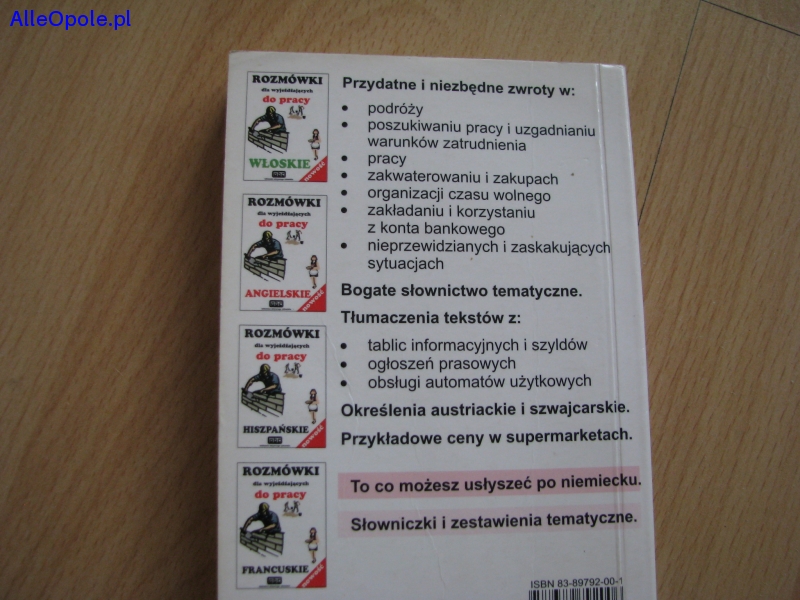 AlleOpole.pl
ROZMÓWKI
dla wyjeżdżających
do pracy
WŁOSKIE
nowość
ROZMÓWKI
dla wyjeżdżających
do pracy
ANGIELSKIE
nowość
ROZMÓWKI
dla wyjeżdżających
do pracy
HISZPAŃSKIE
nowość
ROZMÓWKI
dla wyjeżdżających
do pracy
FRANCUSKIE
nowość
Przydatne i niezbędne zwroty w:
• podróży
• poszukiwaniu pracy i uzgadnianiu
warunków zatrudnienia
• pracy
• zakwaterowaniu i zakupach
• organizacji czasu wolnego
• zakładaniu i korzystaniu
z konta bankowego
• nieprzewidzianych i zaskakujących
sytuacjach
Bogate słownictwo tematyczne.
Tłumaczenia tekstów z:
• tablic informacyjnych i szyldów
• ogłoszeń prasowych
• obsługi automatów użytkowych
Określenia austriackie i szwajcarskie.
Przykładowe ceny w supermarketach.
To co możesz usłyszeć po niemiecku.
Słowniczki i zestawienia tematyczne.
ISBN 83-89792-00-1